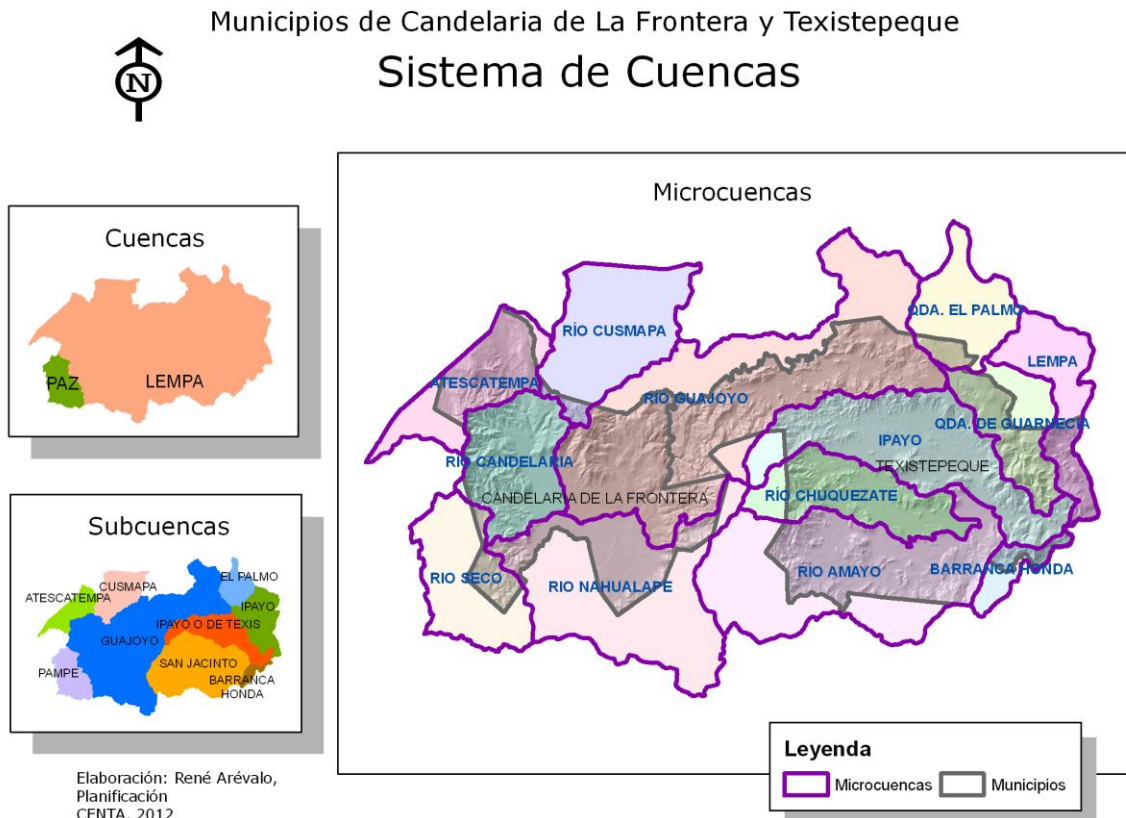 Municipios de Candelaria de La Frontera y Texistepeque
Sistema de Cuencas
N
Cuencas
PAZ
LEMPA
Subcuencas
EL PALMO
CUSMAPA
ATESCATEMPA
IPAYO
GUAJOYO
IPAYO O DE TEXIS
SAN JACINTO
PAMPE
BARRANCA
HONDA
Elaboración: René Arévalo,
Planificación
CENTA, 2012
Microcuencas
QDA. EL PALMO
RÍO CUSMAPA
LEMPA
ATESCATEMPA
RÍO GUAJOYO
QDA. DE GUARNECIA
IPAYO
RÍO CANDELARIA
TEXISTEPEQUE
CANDELARIA DE LA FRONTERA
RÍO CHUQUEZATE
RIO SECO
RIO NAHUALAPE
RÍO AMAYO
BARRANCA HONDA
Leyenda
Microcuencas
Municipios